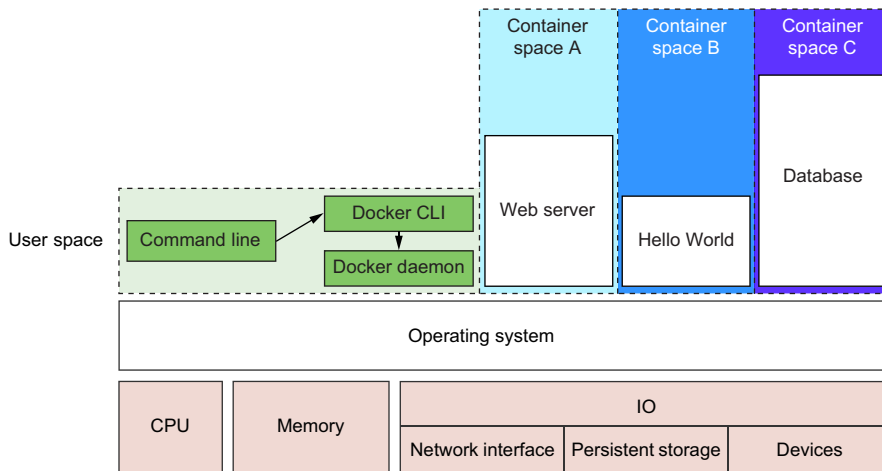 Container
space A
Container
space B
Container
space C
Web server
Hello World
Database
User space
Command line
Docker CLI
Docker daemon
Operating system
CPU
Memory
IO
Network interface
Persistent storage
Devices